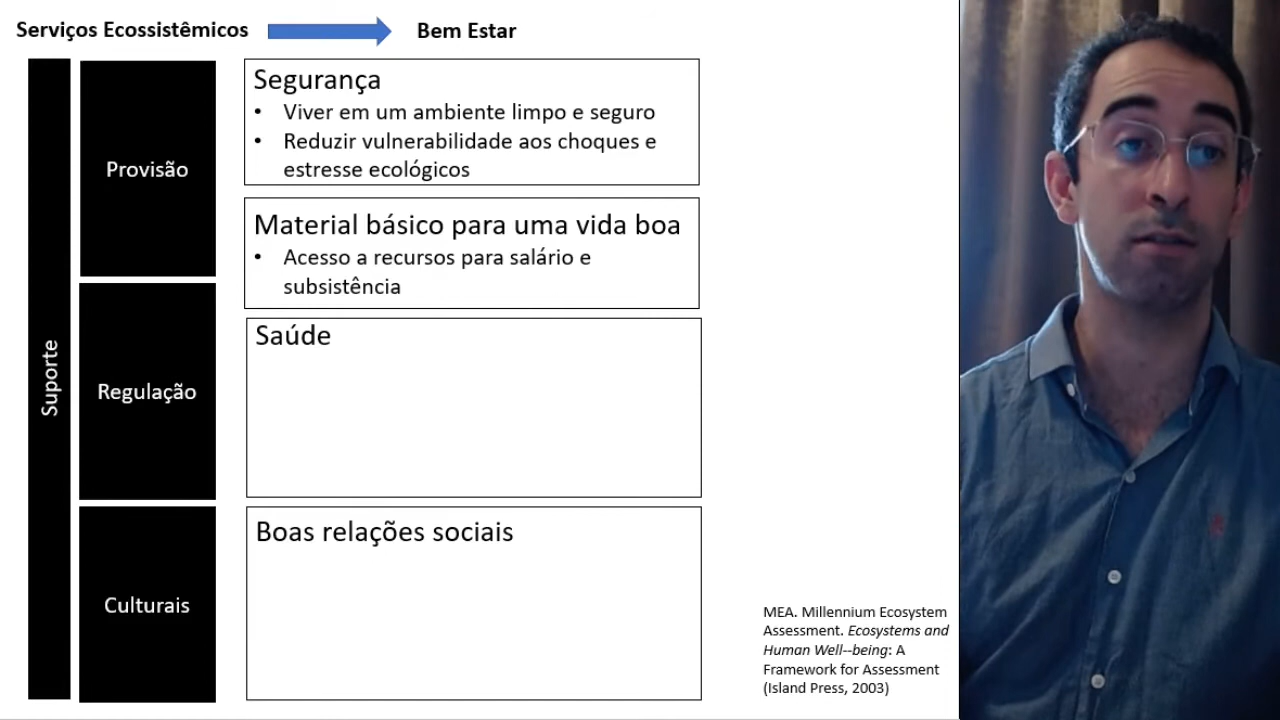 Serviços Ecossistêmicos
Bem Estar
Suporte
Provisão
Regulação
Culturais
Segurança
• Viver em um ambiente limpo e seguro
• Reduzir vulnerabilidade aos choques e
estresse ecológicos
Material básico para uma vida boa
• Acesso a recursos para salário e
subsistência
Saúde
Boas relações sociais
MEA. Millennium Ecosystem
Assessment. Ecosystems and
Human Well--being: A
Framework for Assessment
(Island Press, 2003)